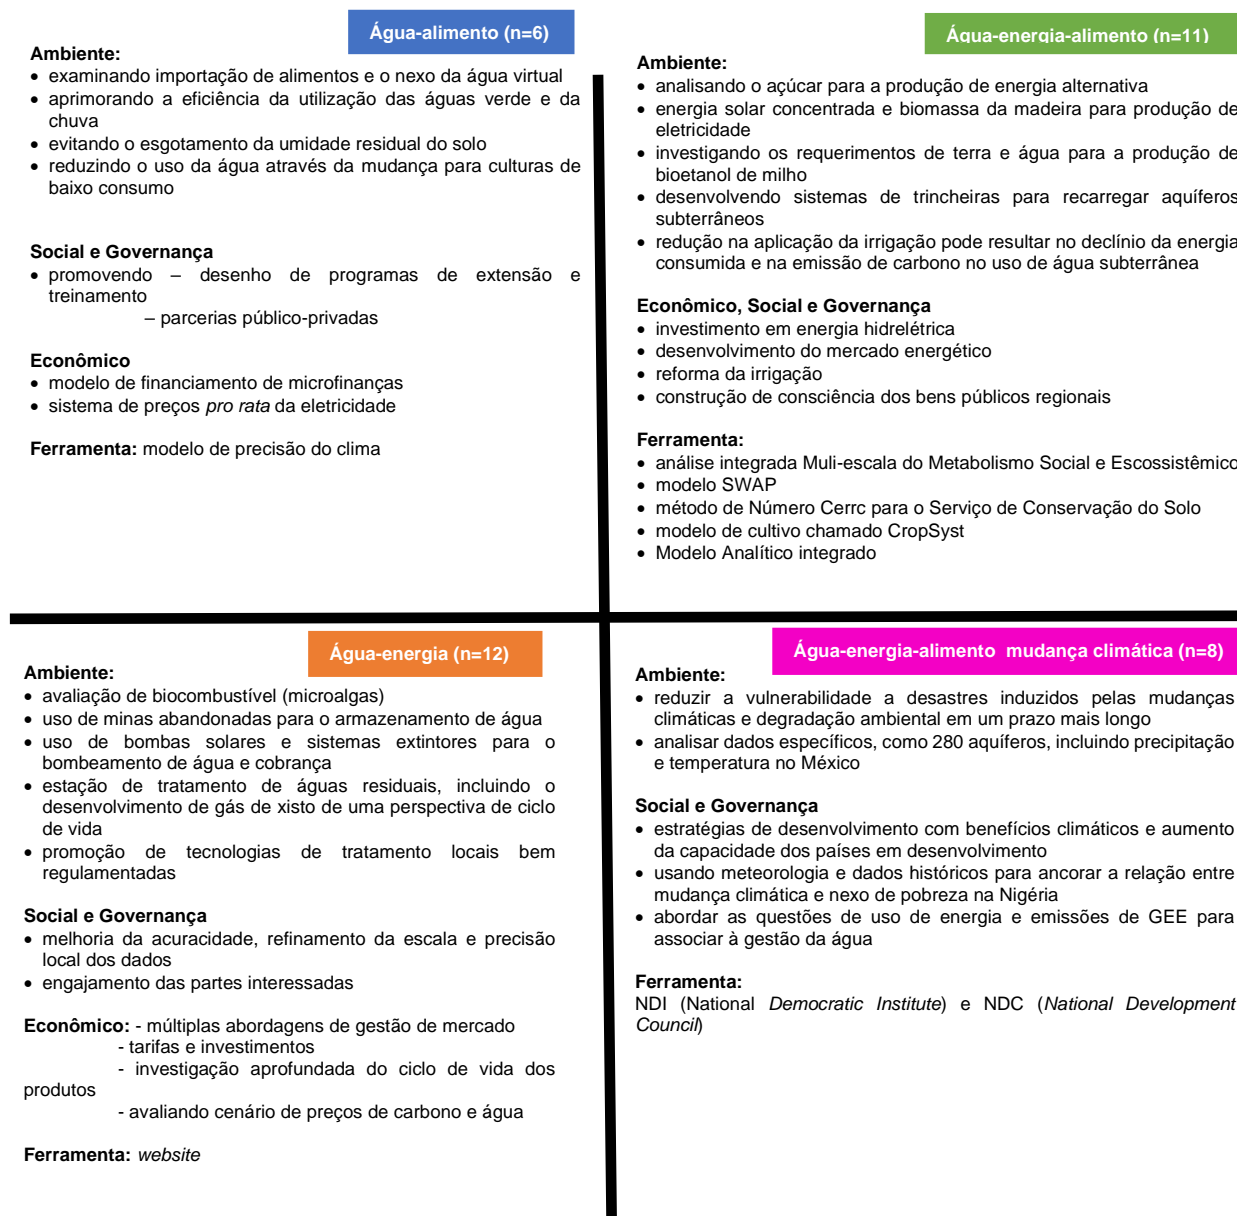 Água-alimento (n=6)
Ambiente:
• examinando importação de alimentos e o nexo da água virtual
• aprimorando a eficiência da utilização das águas verde e da
chuva
• evitando o esgotamento da umidade residual do solo
• reduzindo o uso da água através da mudança para culturas de
baixo consumo
Social e Governança
• promovendo – desenho de programas de extensão e
treinamento
– parcerias público-privadas
Econômico
• modelo de financiamento de microfinanças
• sistema de preços pro rata da eletricidade
Ferramenta: modelo de precisão do clima
Água-energia-alimento (n=11)
Ambiente:
• analisando o açúcar para a produção de energia alternativa
• energia solar concentrada e biomassa da madeira para produção de
eletricidade
• investigando os requerimentos de terra e água para a produção de
bioetanol de milho
• desenvolvendo sistemas de trincheiras para recarregar aquíferos
subterrâneos
• redução na aplicação da irrigação pode resultar no declínio da energia
consumida e na emissão de carbono no uso de água subterrânea
Econômico, Social e Governança
• investimento em energia hidrelétrica
• desenvolvimento do mercado energético
• reforma da irrigação
• construção de consciência dos bens públicos regionais
Ferramenta:
• análise integrada Muli-escala do Metabolismo Social e Escossistêmico
• modelo SWAP
• método de Número Cerrc para o Serviço de Conservação do Solo
• modelo de cultivo chamado CropSyst
• Modelo Analítico integrado
Água-energia (n=12)
Ambiente:
• avaliação de biocombustível (microalgas)
• uso de minas abandonadas para o armazenamento de água
• uso de bombas solares e sistemas extintores para o
bombeamento de água e cobrança
• estação de tratamento de águas residuais, incluindo o
desenvolvimento de gás de xisto de uma perspectiva de ciclo
de vida
• promoção de tecnologias de tratamento locais bem
regulamentadas
Social e Governança
• melhoria da acuracidade, refinamento da escala e precisão
local dos dados
• engajamento das partes interessadas
Econômico: - múltiplas abordagens de gestão de mercado
- tarifas e investimentos
- investigação aprofundada do ciclo de vida dos
produtos
- avaliando cenário de preços de carbono e água
Ferramenta: website
Água-energia-alimento mudança climática (n=8)
Ambiente:
• reduzir a vulnerabilidade a desastres induzidos pelas mudanças
climáticas e degradação ambiental em um prazo mais longo
• analisar dados específicos, como 280 aquíferos, incluindo precipitação
e temperatura no México
Social e Governança
• estratégias de desenvolvimento com benefícios climáticos e aumento
da capacidade dos países em desenvolvimento
• usando meteorologia e dados históricos para ancorar a relação entre
mudança climática e nexo de pobreza na Nigéria
• abordar as questões de uso de energia e emissões de GEE para
associar à gestão da água
Ferramenta:
NDI (National Democratic Institute) e NDC (National Development
Council)